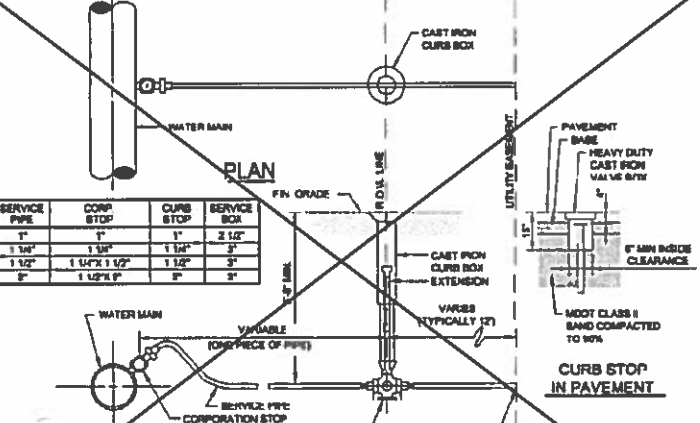 CAST IRON
CURB BOX
WATER MAIN
PLAN
R.O.W. LINE
UTILITY EASEMENT
FIN. GRADE
PAVEMENT
BASE
HEAVY DUTY
CAST IRON
VALVE BOX
4"
6" MIN INSIDE
CLEARANCE
MDOT CLASS II
SAND COMPACTED
TO
CURB STOP
IN PAVEMENT
SERVICE PIPE CORP STOP CURB STOP SERVICE BOX
1" 1" 1" 2 1/2"
1 1/4" 1 1/4" 1 1/4" 3"
1 1/2" 1 1/4"X 1 1/2" 1 1/2" 3"
2" 2" 3"
MIN.
CAST IRON
CURB BOX
EXTENSION
VARIES
(TYPICALLY 12')
WATER MAIN
VARIABLE
(ONE PIECE OF PIPE)
SERVICE PIPE
CORPORATION STOP